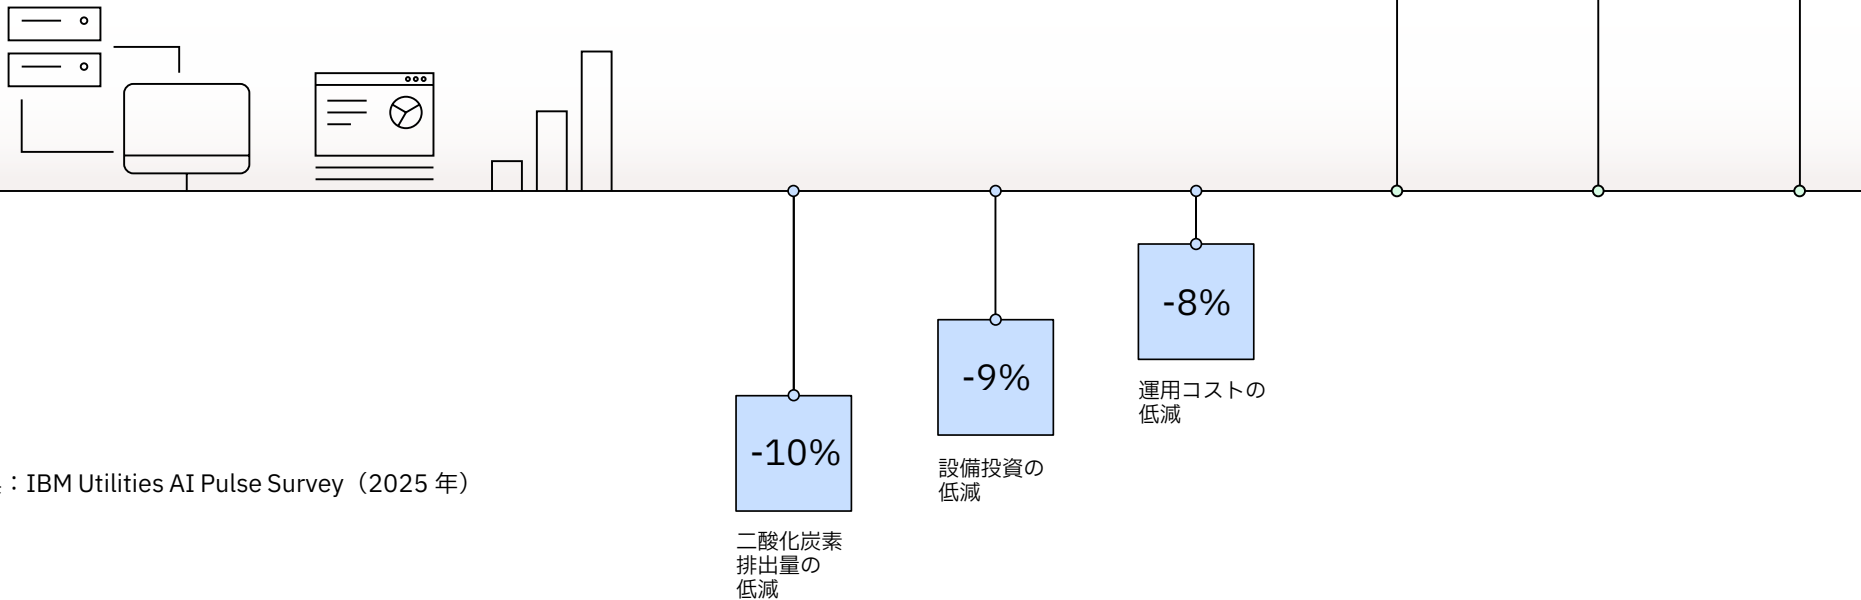 -8%
運用コストの
低減
-9%
設備投資の
低減
-10%
二酸化炭素
排出量の
低減
：IBM Utilities AI Pulse Survey（2025 年）